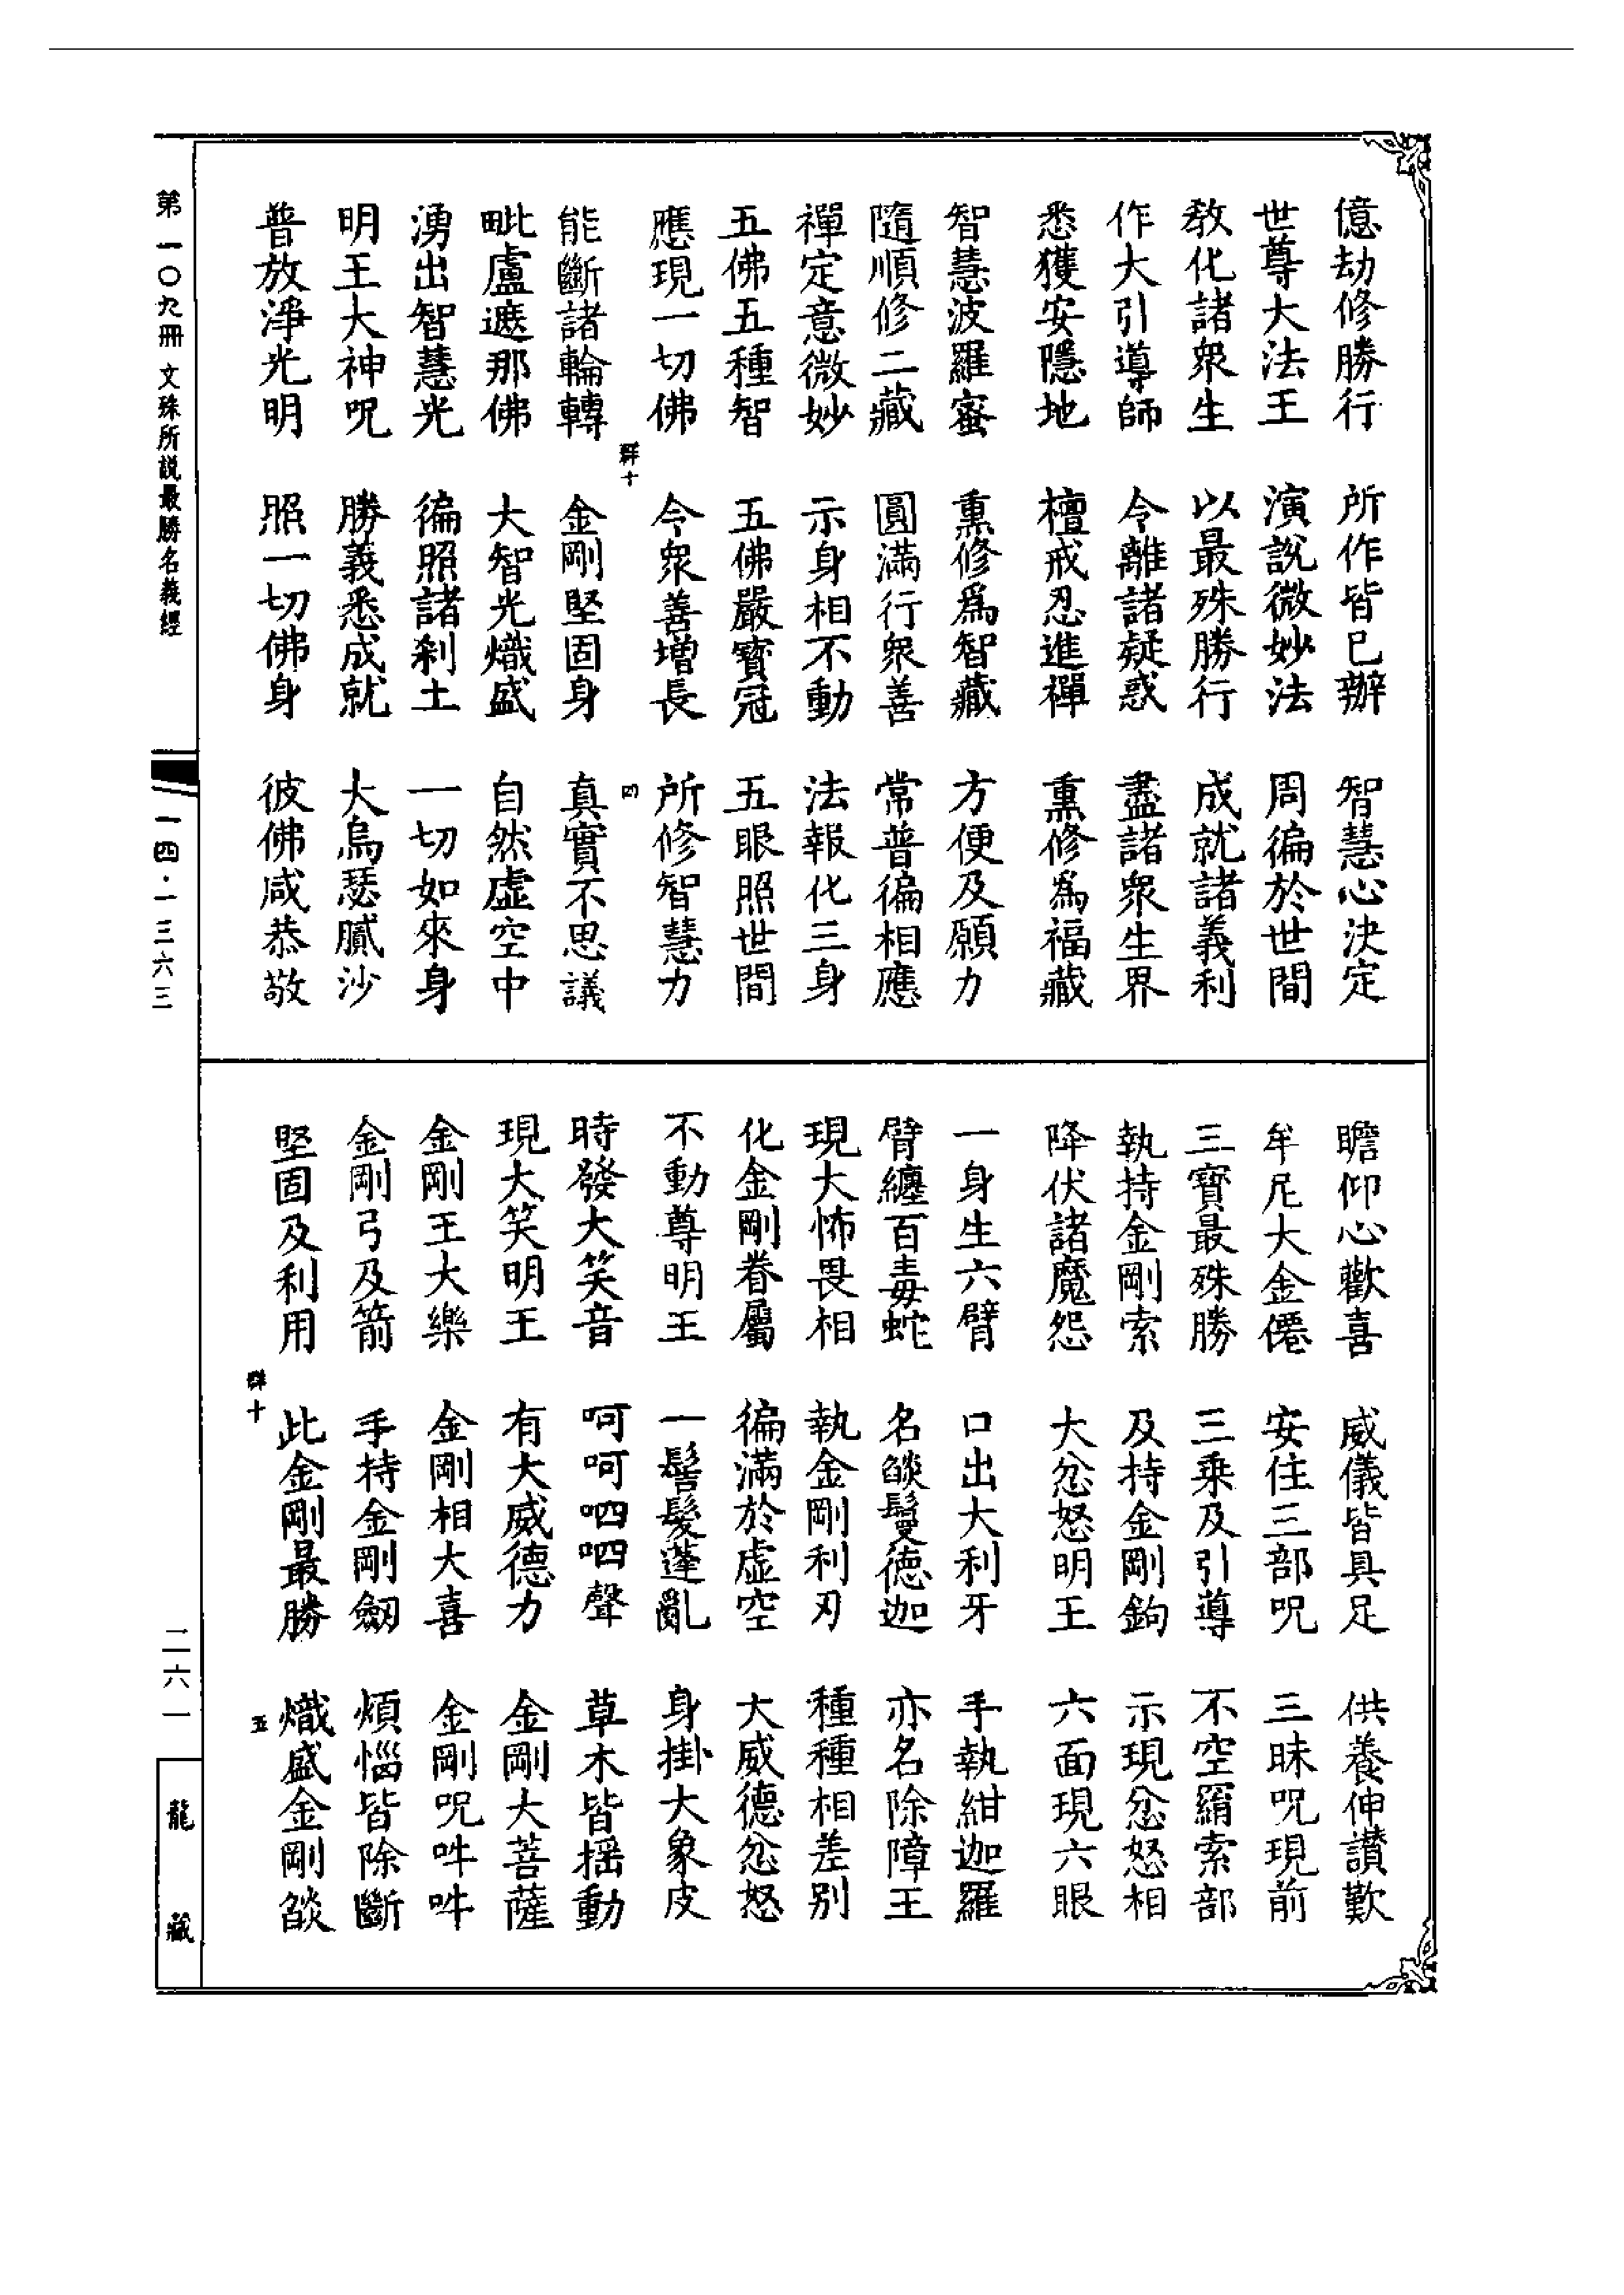 億劫修勝行　所作皆已辦　智慧心決定
世尊大法王　演說微妙法　周徧於世間
教化諸衆生　以最殊勝行　成就諸義利
作大引導師　令離諸疑惑　盡諸衆生界
悉獲安隱地　檀戒忍進禪　熏修爲福藏
智慧波羅蜜　熏修爲智藏　方便及願力
隨順修二藏　圓滿行衆善　常普徧相應
禪定意微妙　示身相不動　法報化三身
五佛五種智　五佛嚴寶冠　五眼照世間
應現一切佛　令衆善增長　所修智慧力
群十　四
能斷諸輪轉　金剛堅固身　真實不思議
毗盧遮那佛　大智光熾盛　自然虛空中
湧出智慧光　徧照諸剎土　一切如來身
明王大神呪　勝義悉成就　大烏瑟膩沙
普放淨光明　照一切佛身　彼佛咸恭敬
瞻仰心歡喜　威儀皆具足　供養伸讚歎
牟尼大金僊　安住三部呪　三昧呪現前
三寶最殊勝　三乘及引導　不空羂索部
執持金剛索　及持金剛鉤　示現忿怒相
降伏諸魔怨　大忿怒明王　六面現六眼
一身生六臂　口出大利牙　手執紺迦羅
臂纏百毒蛇　名燄鬘德迦　亦名除障王
現大怖畏相　執金剛利刃　種種相差別
化金剛眷屬　徧滿於虛空　大威德忿怒
不動尊明王　一髻髮蓬亂　身掛大象皮
時發大笑音　呵呵呬呬聲　草木皆搖動
現大笑明王　有大威德力　金剛大菩薩
金剛王大樂　金剛相大喜　金剛呪吽吽
金剛弓及箭　手持金剛劒　煩惱皆除斷
堅固及利用　此金剛最勝　熾盛金剛燄
群十　五
第一〇九冊　文殊所説最勝名義經
一四·一三六三
二六一
龍藏